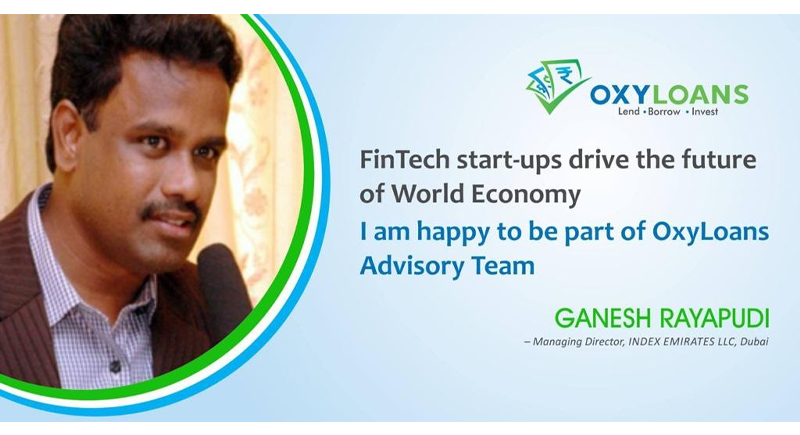 OXYLOANS
Lend • Borrow • Invest
FinTech start-ups drive the future
of World Economy
I am happy to be part of OxyLoans
Advisory Team
GANESH RAYAPUDI
– Managing Director, INDEX EMIRATES LLC, Dubai